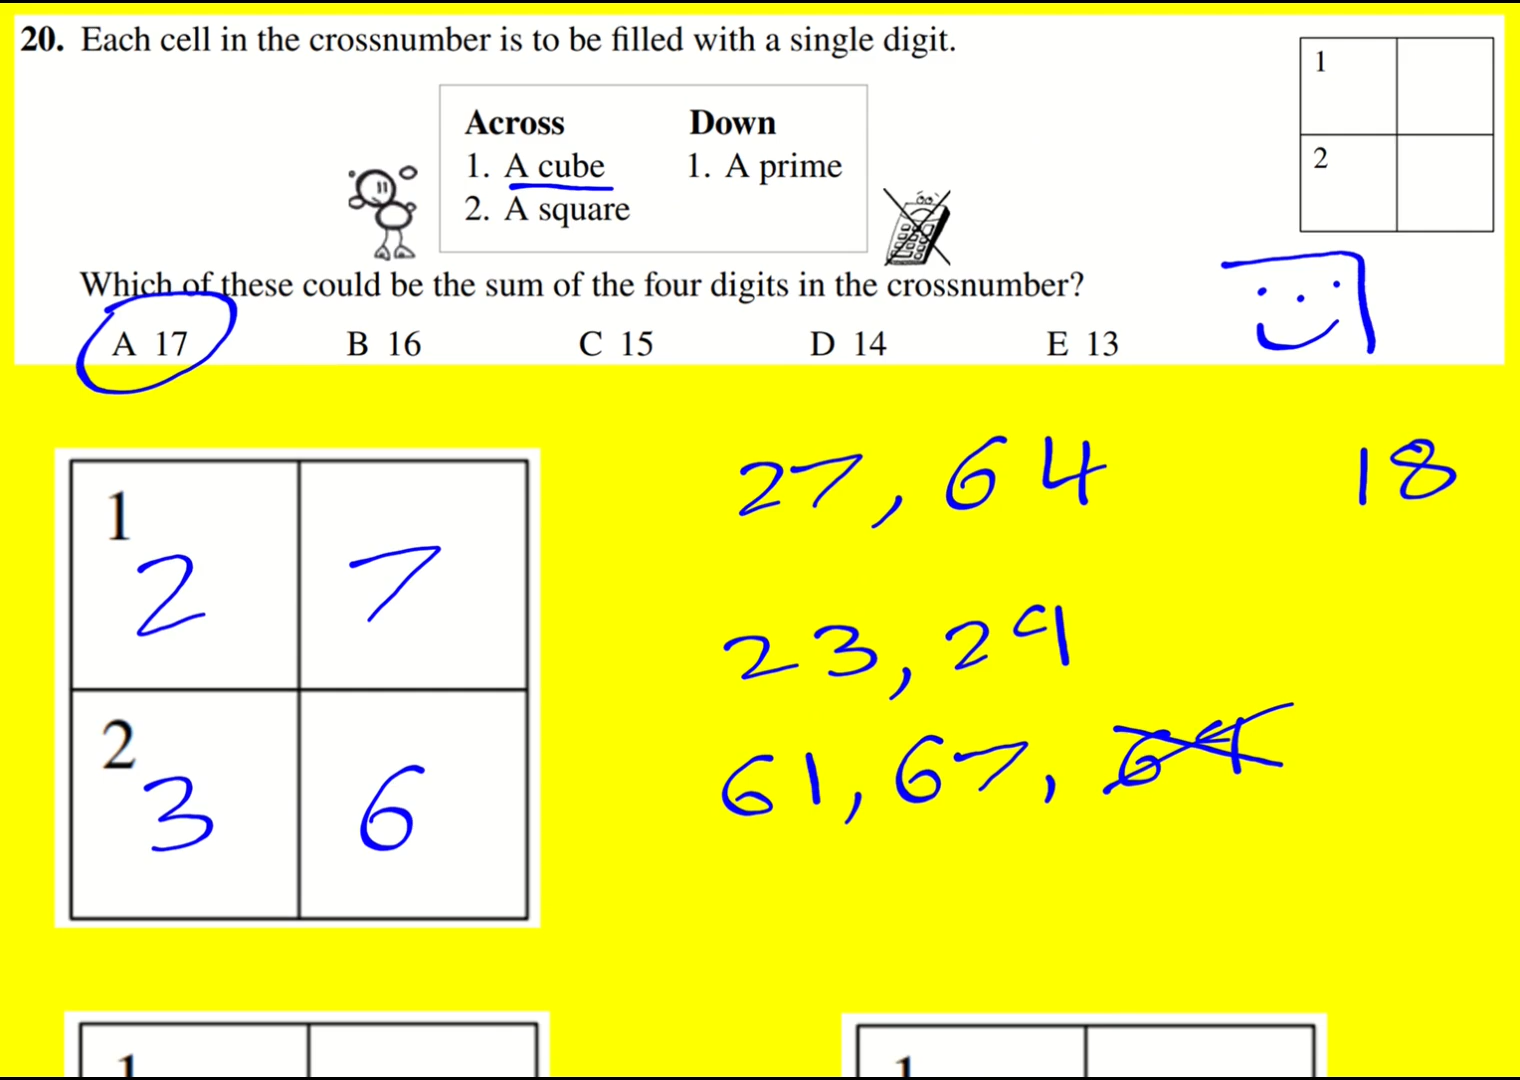 20. Each cell in the crossnumber is to be filled with a single digit.
Across Down
1. A cube 1. A prime
2. A square
1
2
Which of these could be the sum of the four digits in the crossnumber?
A 17 B 16 C 15 D 14 E 13
1
2 7
2
3 6
27, 64 18
23, 29
61, 67,
1
1